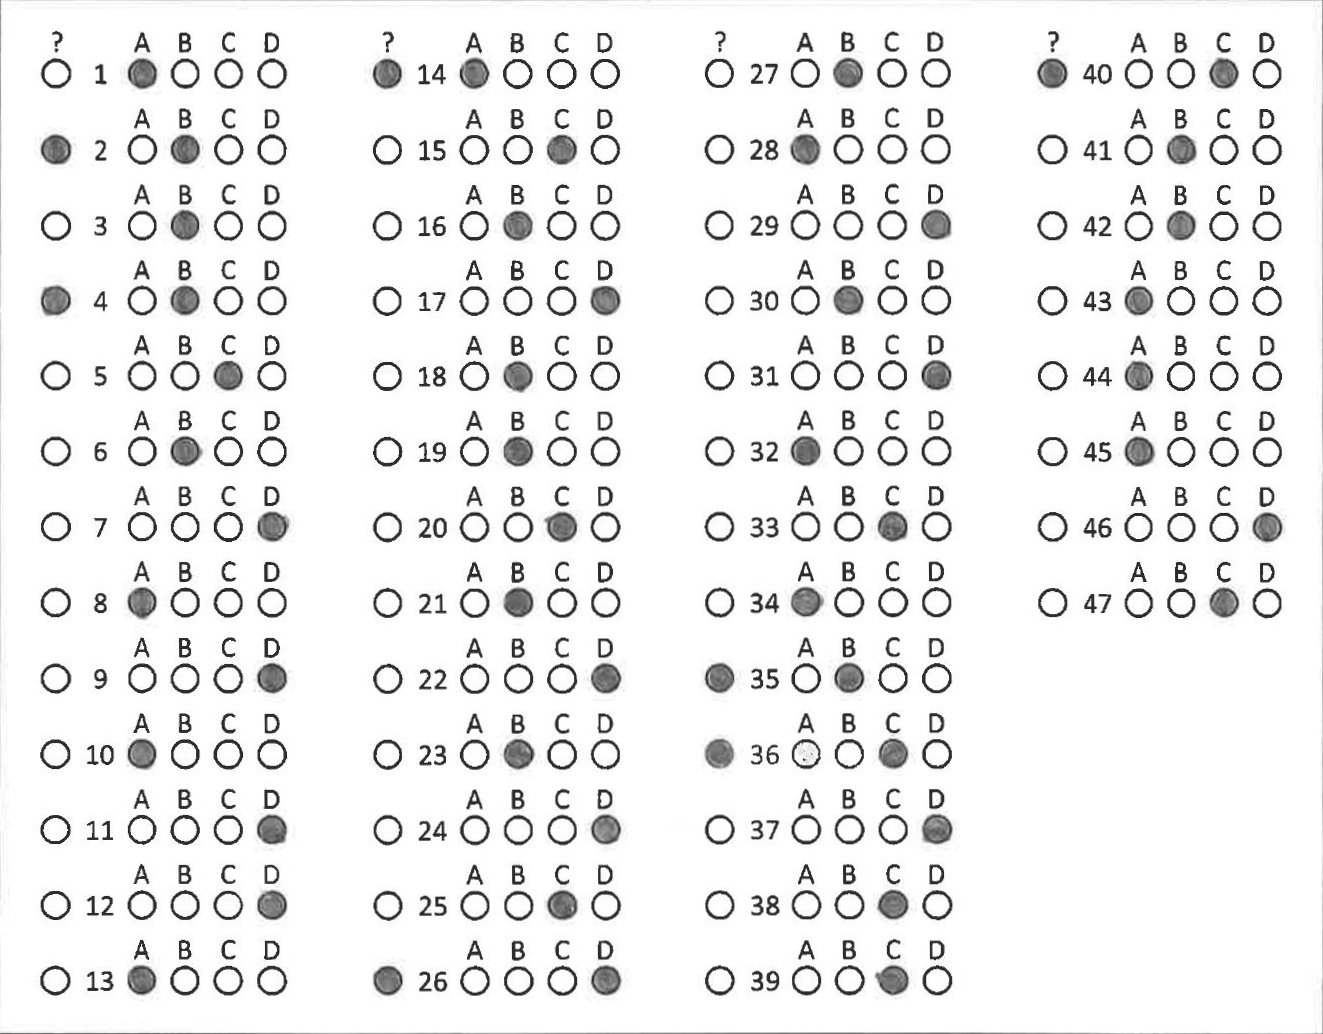 ? A B C D
1
A B C D
2
A B C D
3
A B C D
4
A B C D
5
A B C D
6
A B C D
7
A B C D
8
A B C D
9
A B C D
10
A B C D
11
A B C D
12
A B C D
13
? A B C D
14
A B C D
15
A B C D
16
A B C D
17
A B C D
18
A B C D
19
A B C D
20
A B C D
21
A B C D
22
A B C D
23
A B C D
24
A B C D
25
A B C D
26
? A B C D
27
A B C D
28
A B C D
29
A B C D
30
A B C D
31
A B C D
32
A B C D
33
A B C D
34
A B C D
35
A B C D
36
A B C D
37
A B C D
38
A B C D
39
? A B C D
40
A B C D
41
A B C D
42
A B C D
43
A B C D
44
A B C D
45
A B C D
46
A B C D
47